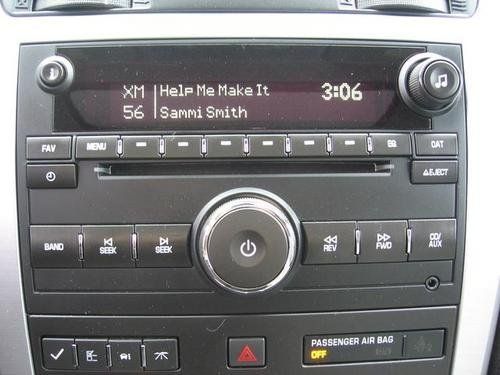 XM Help Me Make It 3:06
56 Sammi Smith
FAV MENU CAT
EJECT
BAND SEEK SEEK REV FWD CD/AUX
PASSENGER AIR BAG
OFF